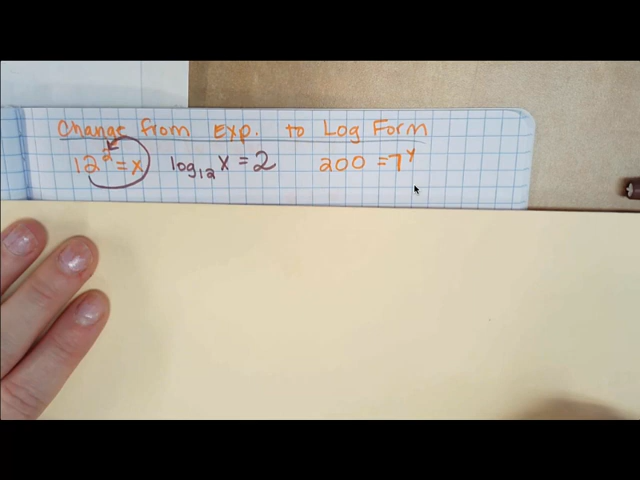 Change from Exp. to Log Form
12² = x log₁₂ x = 2 200 = 7ʸ